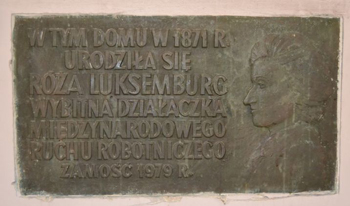 W TYM DOMU W 1871 R.
URODZIŁA SIĘ
RÓŻA LUKSEMBURG
WYBITNA DZIAŁACZKA
MIĘDZYNARODOWEGO
RUCHU ROBOTNICZEGO
ZAMOŚĆ 1979 R.